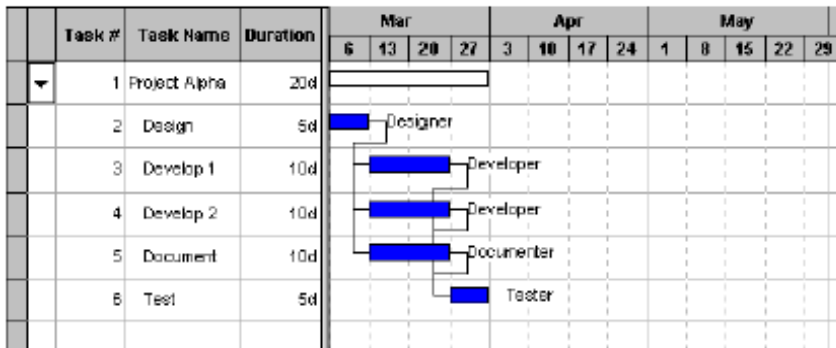 Mar Apr May
Task # Task Name Duration
6 13 20 27 3 10 17 24 1 8 15 22 29
1 Project Alpha 20d
2 Design 5d Designer
3 Develop 1 10d Developer
4 Develop 2 10d Developer
5 Document 10d Documenter
6 Test 5d Tester